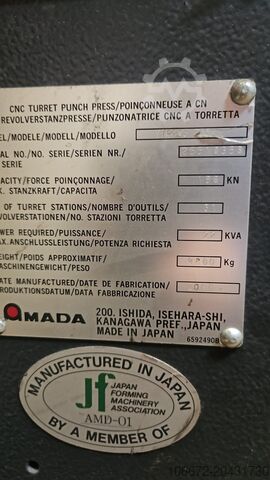 CNC TURRET PUNCH PRESS/POINÇONNEUSE A CN
REVOLVERSTANZPRESSE/PUNZONATRICE CNC A TORRETTA
EL/MODELE/MODELL/MODELLO
AL NO./NO. SERIE/SERIEN NR./
SERIE
ACITY/FORCE POINÇONNAGE/
X. STANZKRAFT/CAPACITA
KN
OF TURRET STATIONS/NOMBRE D'OUTILS/
VOLVERSTATIONEN/NO. STAZIONI TORRETTA
WER REQUIRED/PUISSANCE/
AX.ANSCHLUSSLEISTUNG/POTENZA RICHIESTA
KVA
EIGHT/POIDS APPROXIMATIF/
ASCHINENGEWICHT/PESO
Kg
ATE MANUFACTURED/DATE DE FABRICATION/
RODUKTIONSDATUM/DATA FABBRICAZIONE
AMADA
200. ISHIDA, ISEHARA-SHI,
KANAGAWA PREF., JAPAN
MADE IN JAPAN
6592490B
MANUFACTURED IN JAPAN
Jf
JAPAN
FORMING
MACHINERY
ASSOCIATION
AMD-01
BY A MEMBER OF